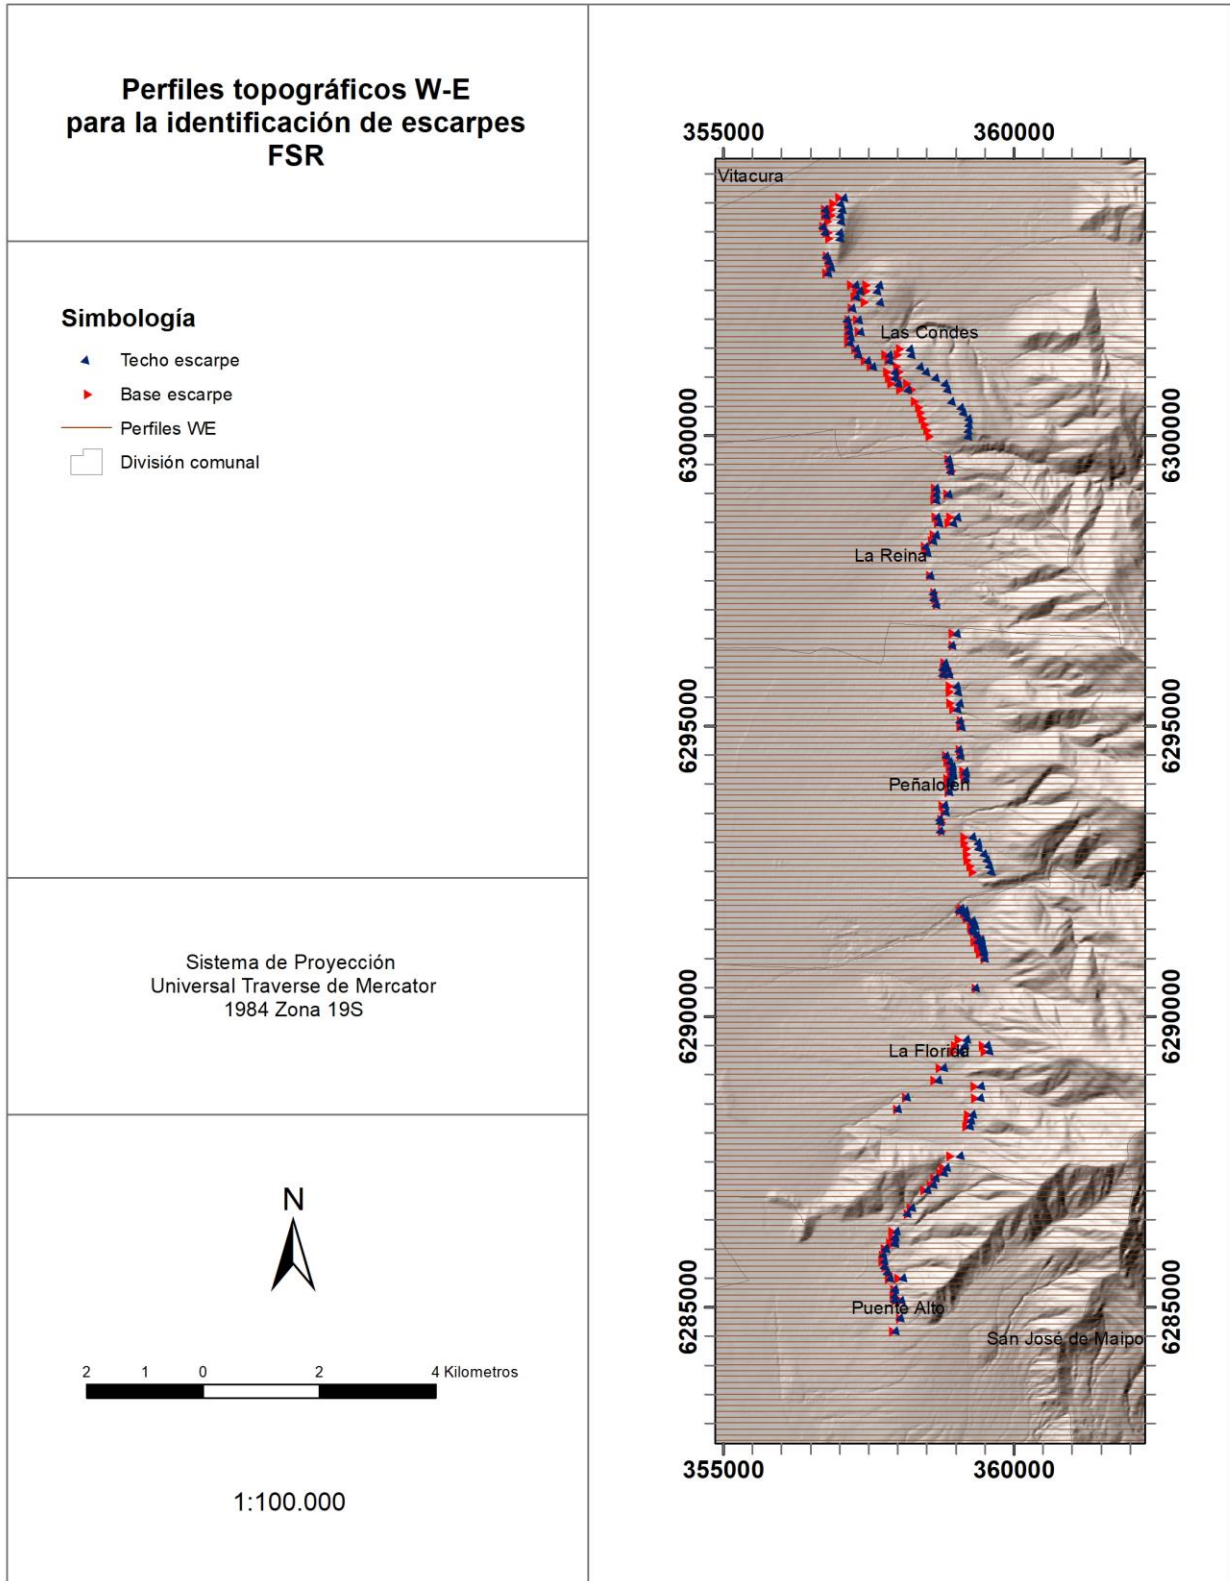 Perfiles topográficos W-E
para la identificación de escarpes
FSR
Simbología
Techo escarpe
Base escarpe
Perfiles WE
División comunal
Sistema de Proyección
Universal Traverse de Mercator
1984 Zona 19S
N
2 1 0 2 4 Kilometros
1:100.000
355000 360000
Vitacura
Las Condes
6300000 6300000
La Reina
6295000 6295000
Peñalolén
6290000 6290000
La Florida
6285000 6285000
Puente Alto
San José de Maipo
355000 360000